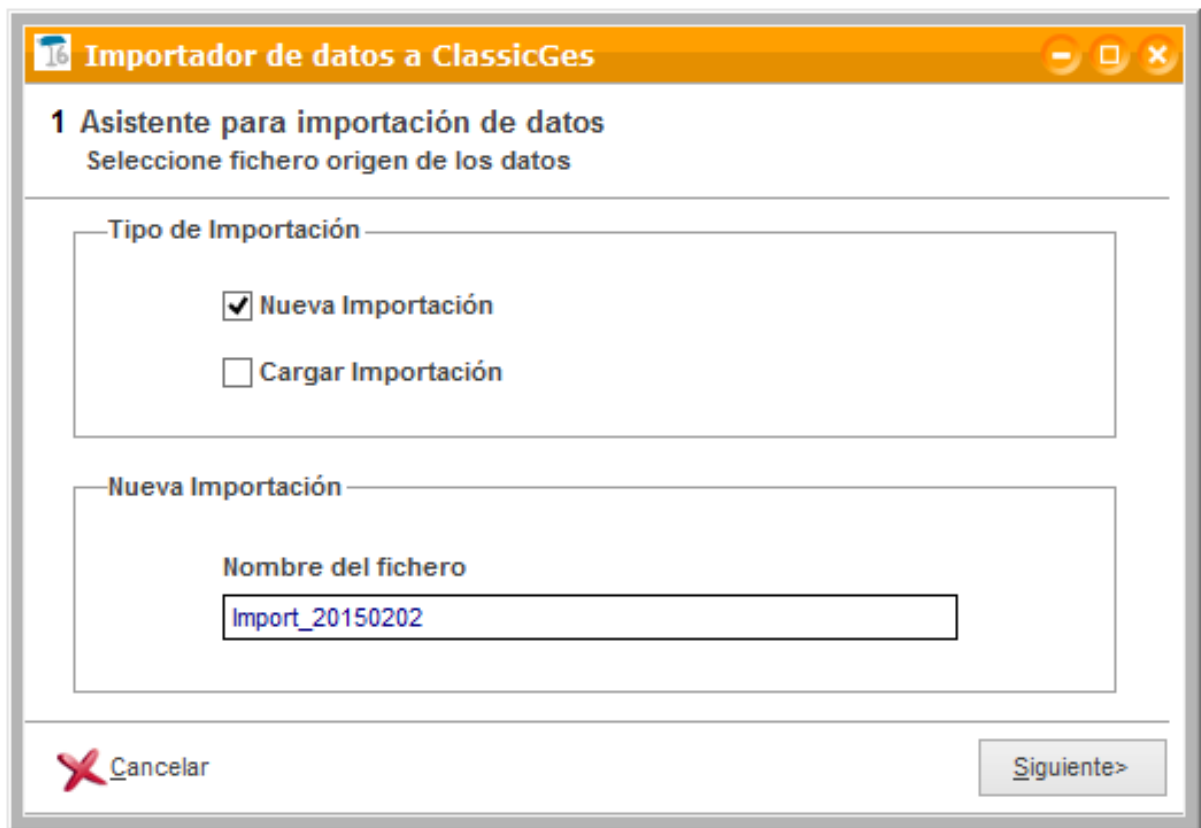 16 Importador de datos a ClassicGes
1 Asistente para importación de datos
Seleccione fichero origen de los datos
Tipo de Importación
Nueva Importación
Cargar Importación
Nueva Importación
Nombre del fichero
Import_20150202
Cancelar
Siguiente>